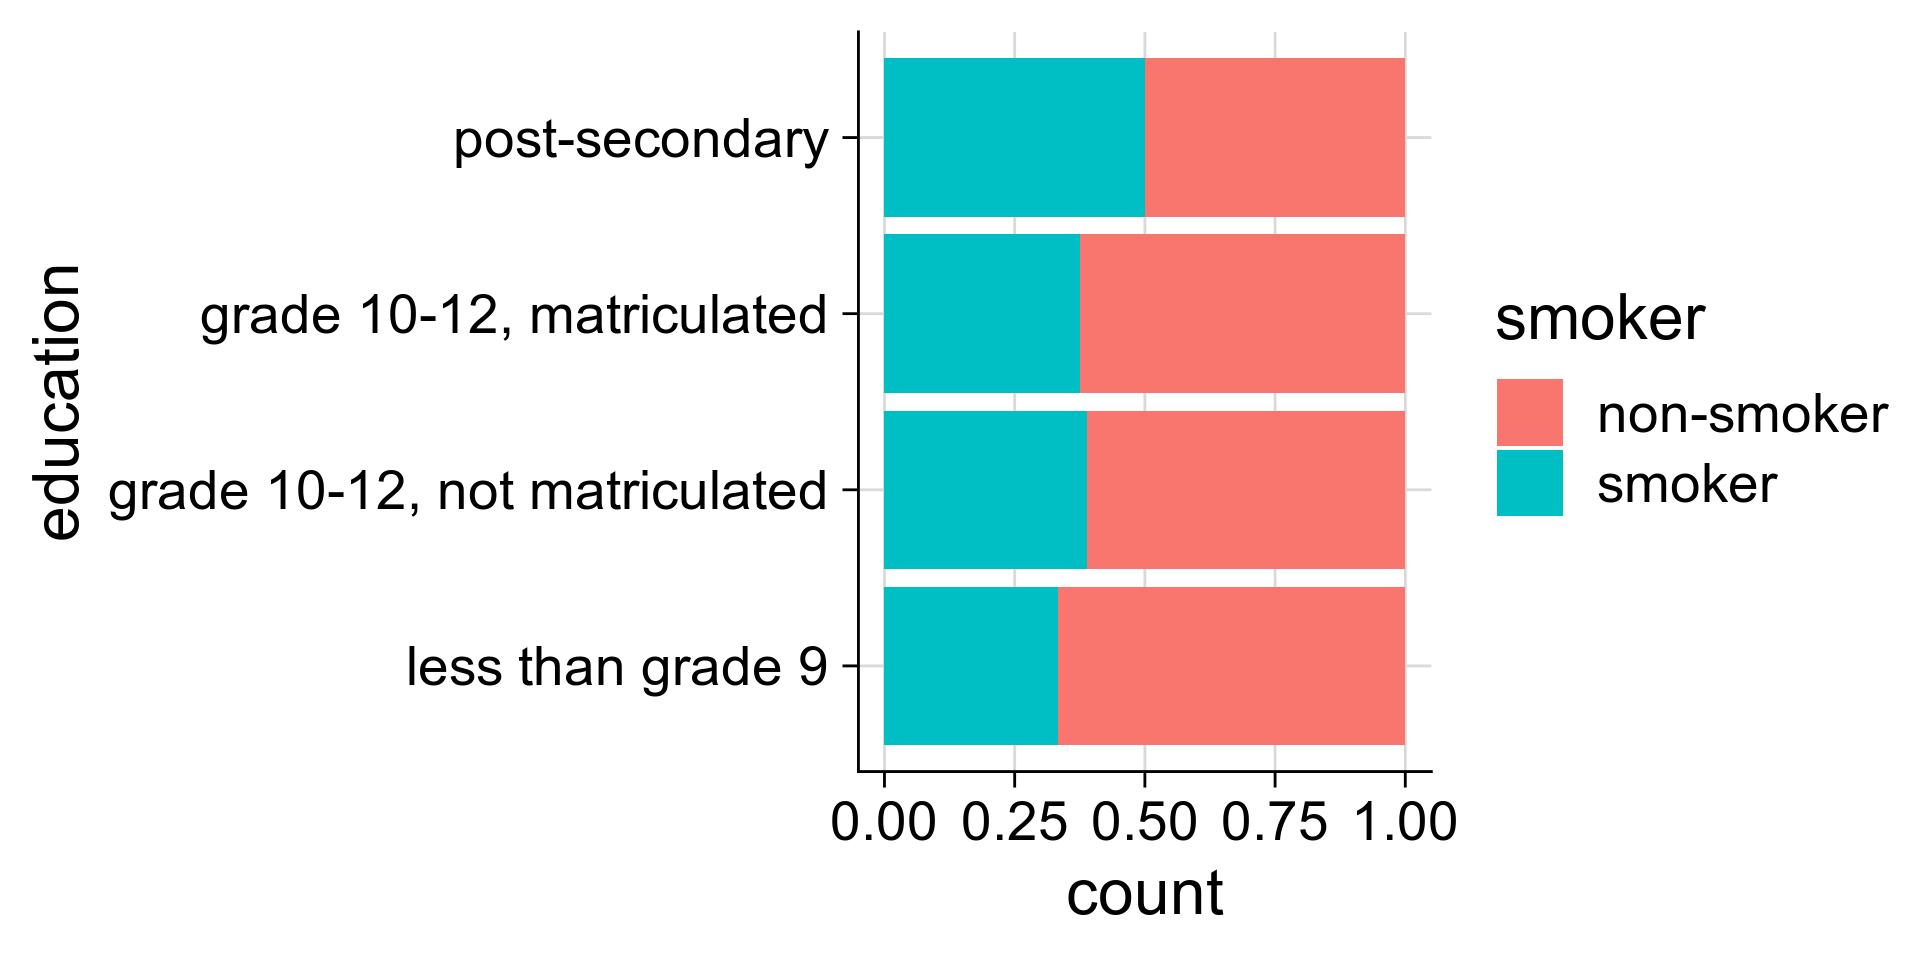 education
post-secondary
grade 10-12, matriculated
grade 10-12, not matriculated
less than grade 9
0.00 0.25 0.50 0.75 1.00
count
smoker
non-smoker
smoker